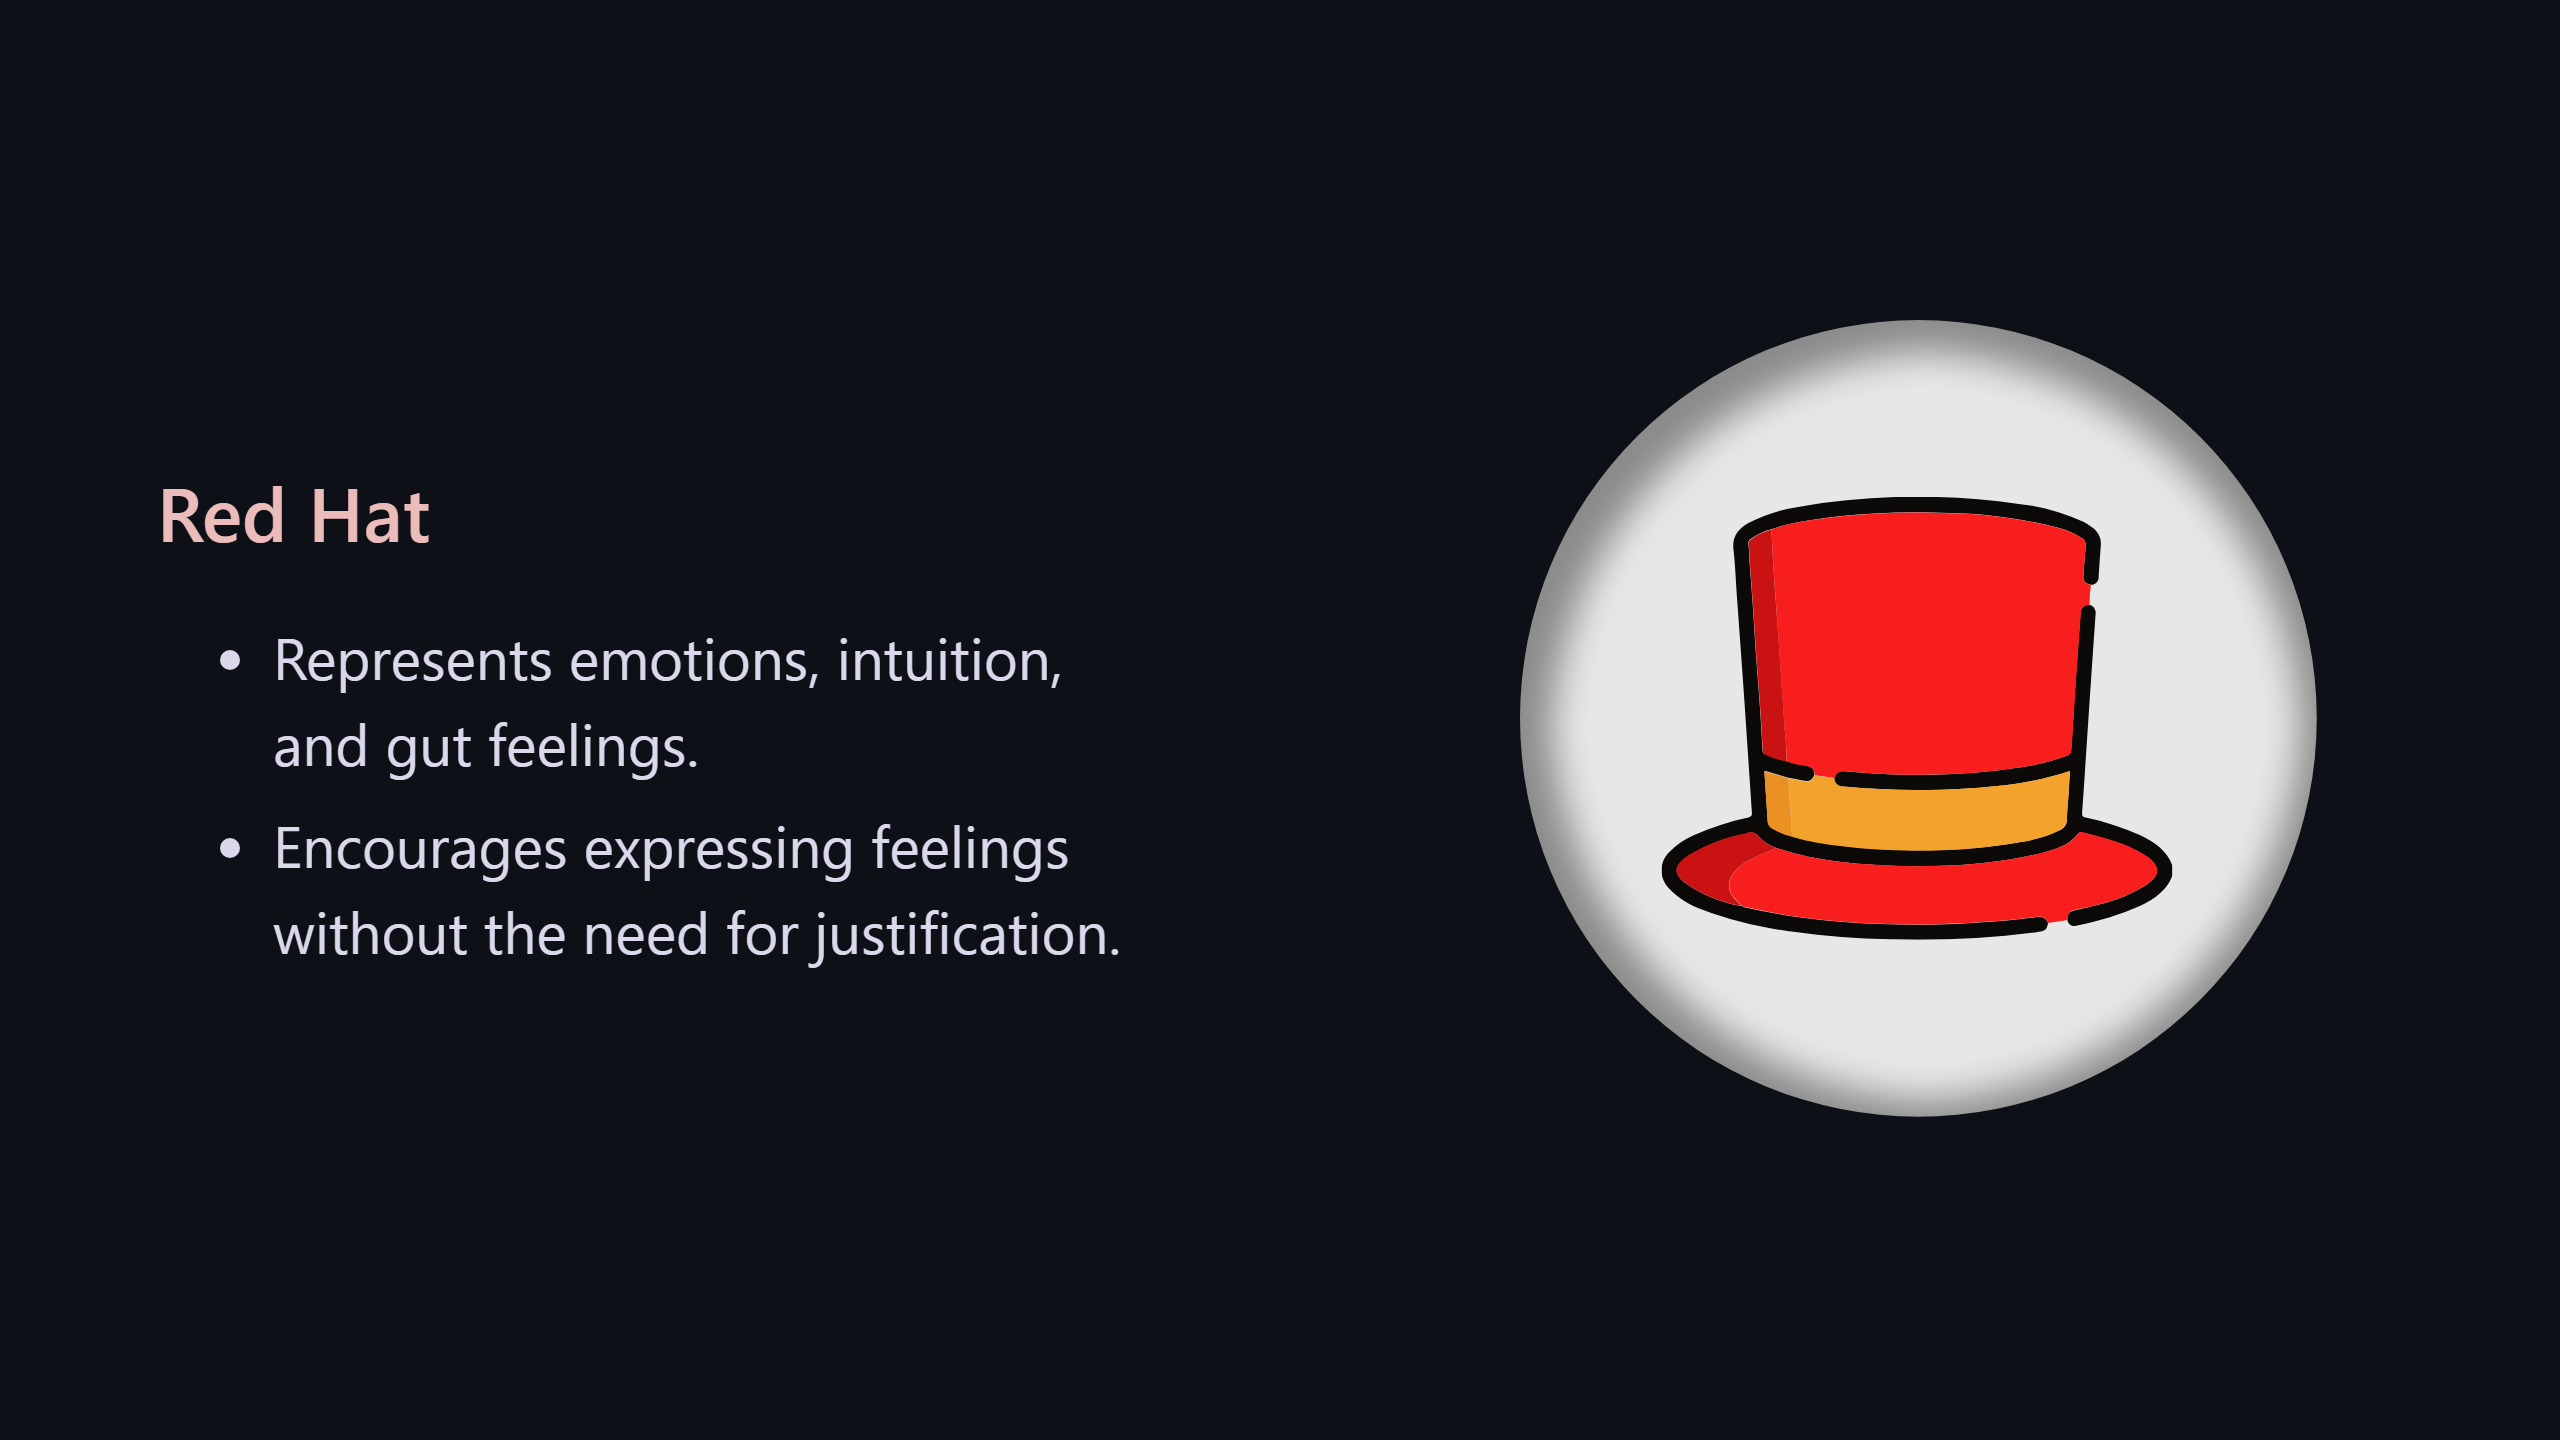 Red Hat
• Represents emotions, intuition,
and gut feelings.
• Encourages expressing feelings
without the need for justification.